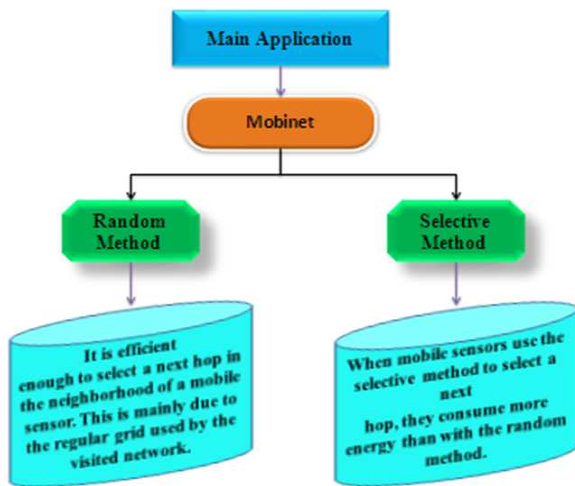 Main Application
Mobinet
Random
Method
Selective
Method
It is efficient
enough to select a next hop in
the neighborhood of a mobile
sensor. This is mainly due to
the regular grid used by the
visited network.
When mobile sensors use the
selective method to select a
next
hop, they consume more
energy than with the random
method.